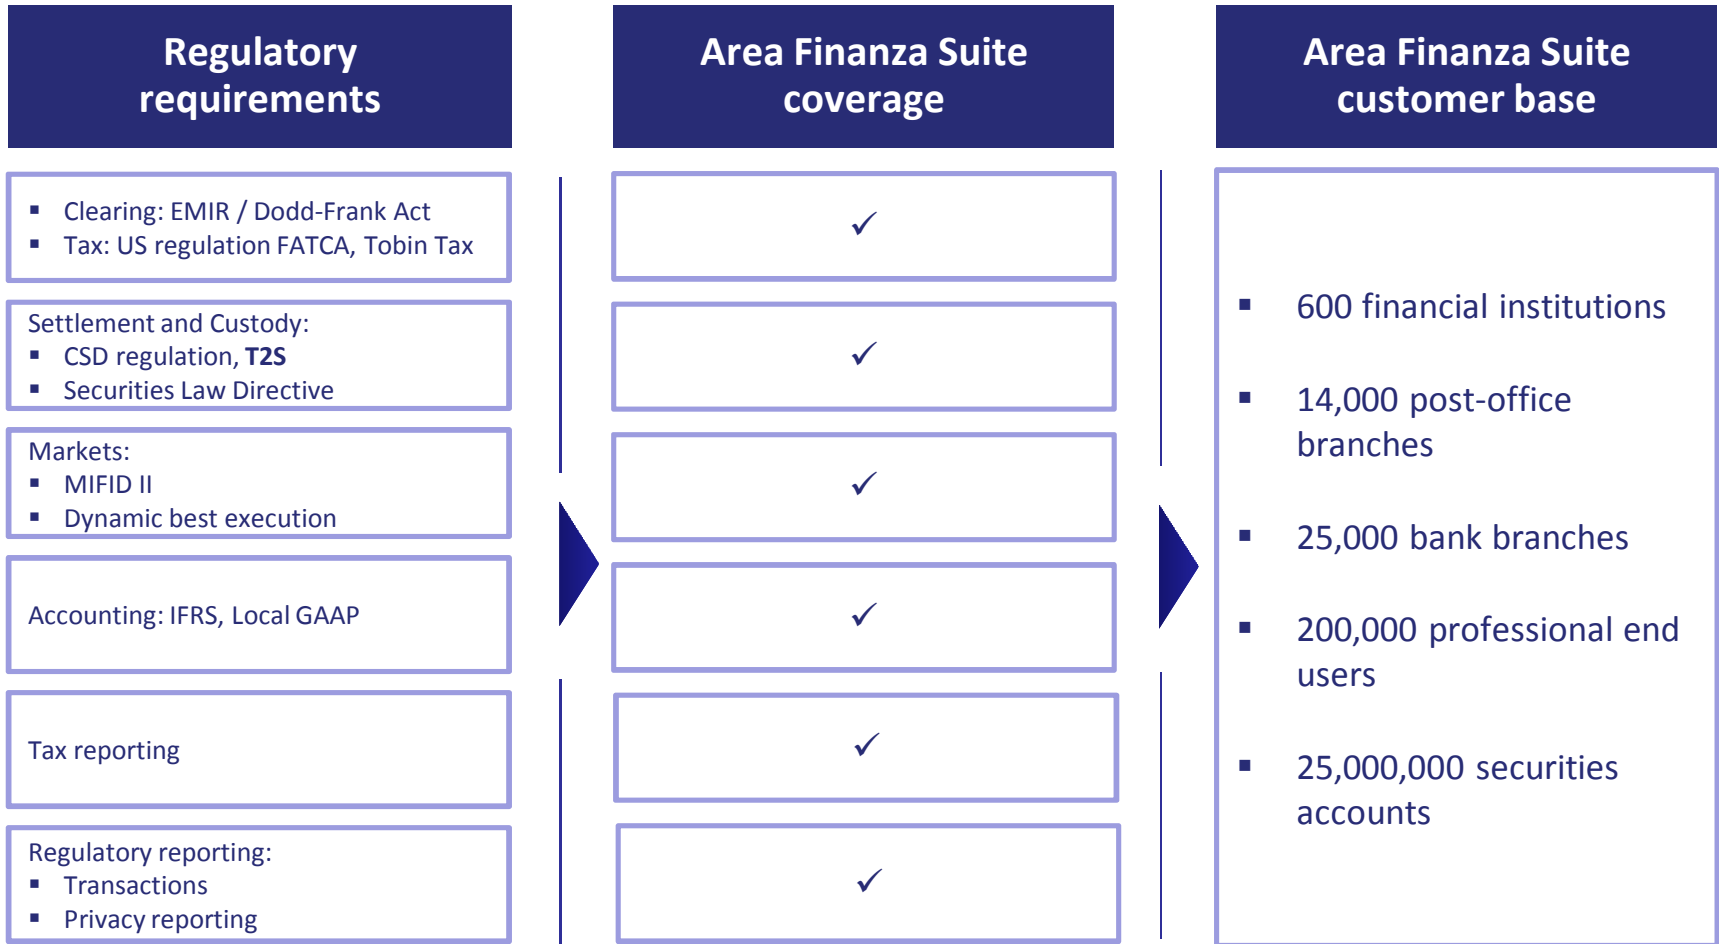 Regulatory
requirements
Area Finanza Suite
coverage
Area Finanza Suite
customer base
▪ Clearing: EMIR / Dodd-Frank Act
▪ Tax: US regulation FATCA, Tobin Tax
✓
Settlement and Custody:
▪ CSD regulation, T2S
▪ Securities Law Directive
✓
Markets:
▪ MIFID II
▪ Dynamic best execution
✓
Accounting: IFRS, Local GAAP
✓
Tax reporting
✓
Regulatory reporting:
▪ Transactions
▪ Privacy reporting
✓
▪ 600 financial institutions
▪ 14,000 post-office
branches
▪ 25,000 bank branches
▪ 200,000 professional end
users
▪ 25,000,000 securities
accounts